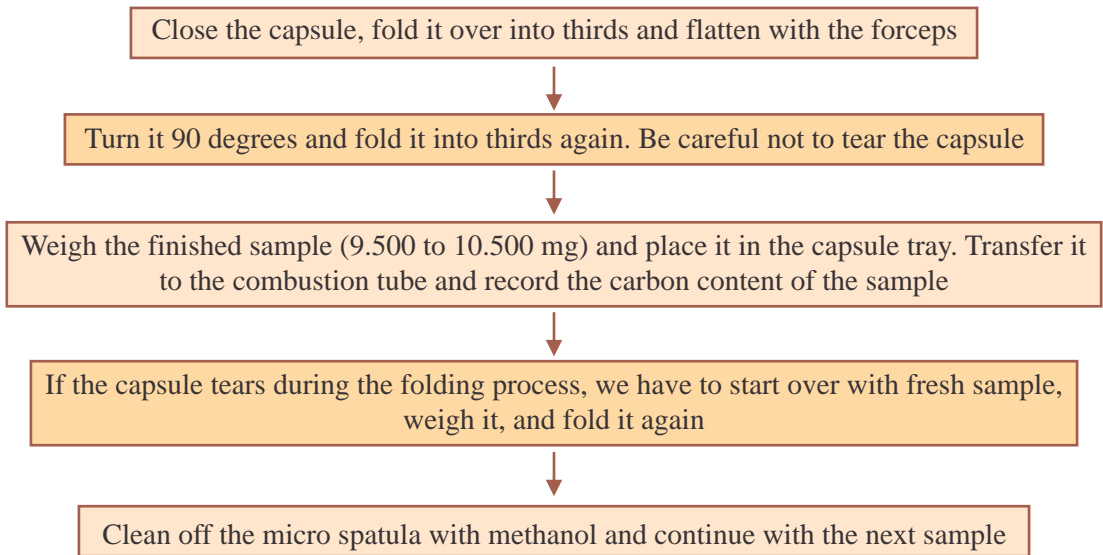 Close the capsule, fold it over into thirds and flatten with the forceps
Turn it 90 degrees and fold it into thirds again. Be careful not to tear the capsule
Weigh the finished sample (9.500 to 10.500 mg) and place it in the capsule tray. Transfer it
to the combustion tube and record the carbon content of the sample
If the capsule tears during the folding process, we have to start over with fresh sample,
weigh it, and fold it again
Clean off the micro spatula with methanol and continue with the next sample